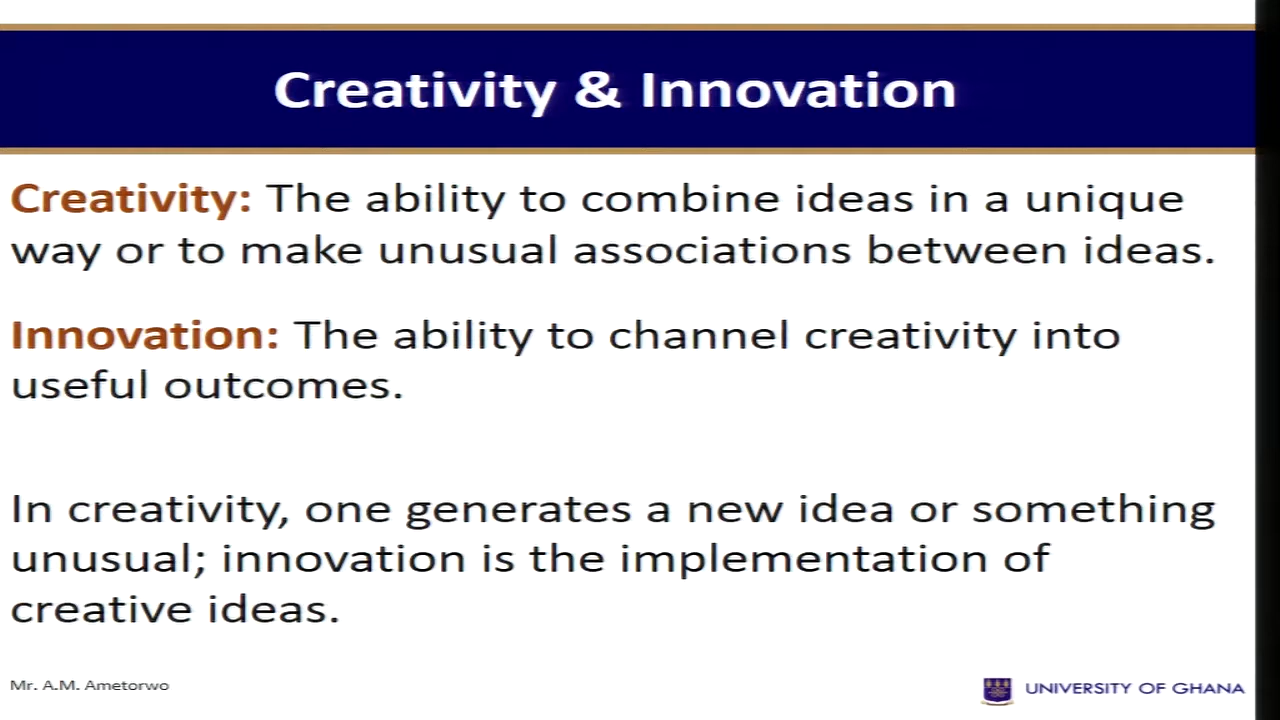 Creativity & Innovation
Creativity: The ability to combine ideas in a unique
way or to make unusual associations between ideas.
Innovation: The ability to channel creativity into
useful outcomes.
In creativity, one generates a new idea or something
unusual; innovation is the implementation of
creative ideas.
Mr. A.M. Ametorwo
UNIVERSITY OF GHANA